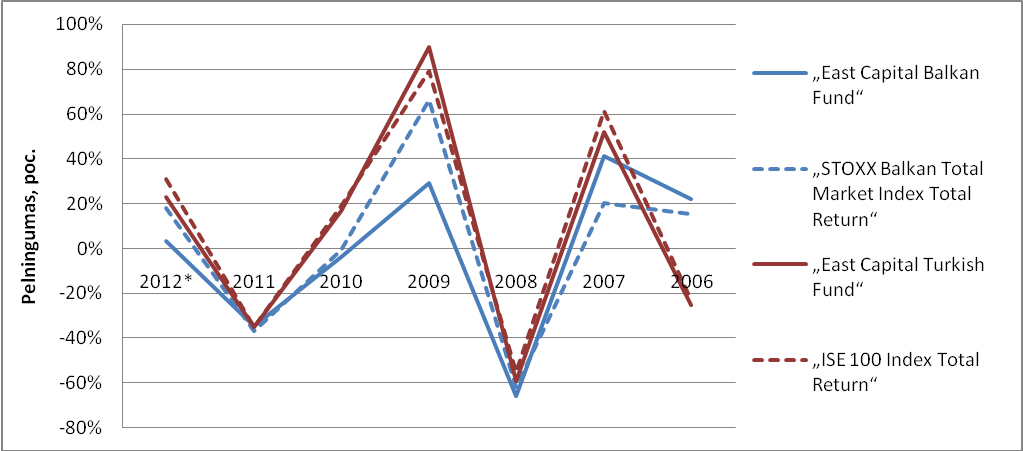 100%
80%
60%
40%
20%
0%
-20%
-40%
-60%
-80%
Pelningumas, poc.
2012* 2011 2010 2009 2008 2007 2006
„East Capital Balkan
Fund“
„STOXX Balkan Total
Market Index Total
Return“
„East Capital Turkish
Fund“
„ISE 100 Index Total
Return“